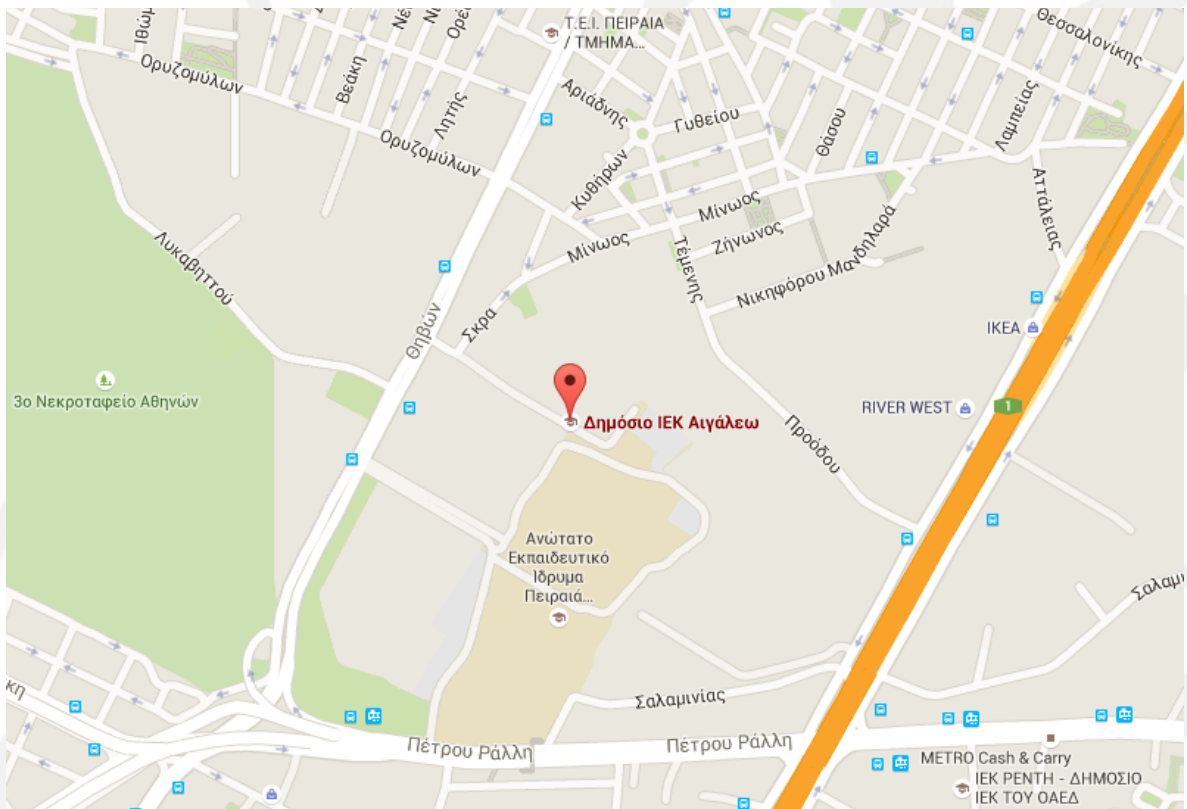 Τ.Ε.Ι. ΠΕΙΡΑΙΑ
/ ΤΜΗΜΑ...
Θεσσαλονίκης
Βεάκη
Ορυζομύλων
Λητής
Αριάδνης
Γυθείου
Θάσου
Λαμπείας
Ορυζομύλων
Κυθήρων
Μίνωος
Ατταλείας
Λυκαβηττού
Μίνωος
Ζήνωνος
Τεμενης
Νικηφόρου Μανδηλαρά
Θηβών
Σκρα
IKEA
3ο Νεκροταφείο Αθηνών
RIVER WEST
1
Δημόσιο ΙΕΚ Αιγάλεω
Προόδου
Ανώτατο
Εκπαιδευτικό
Ίδρυμα
Πειραιά...
Σαλαμινίας
Πέτρου Ράλλη
Πέτρου Ράλλη
METRO Cash & Carry
ΙΕΚ ΡΕΝΤΗ - ΔΗΜΟΣΙΟ
ΙΕΚ ΤΟΥ ΟΑΕΔ